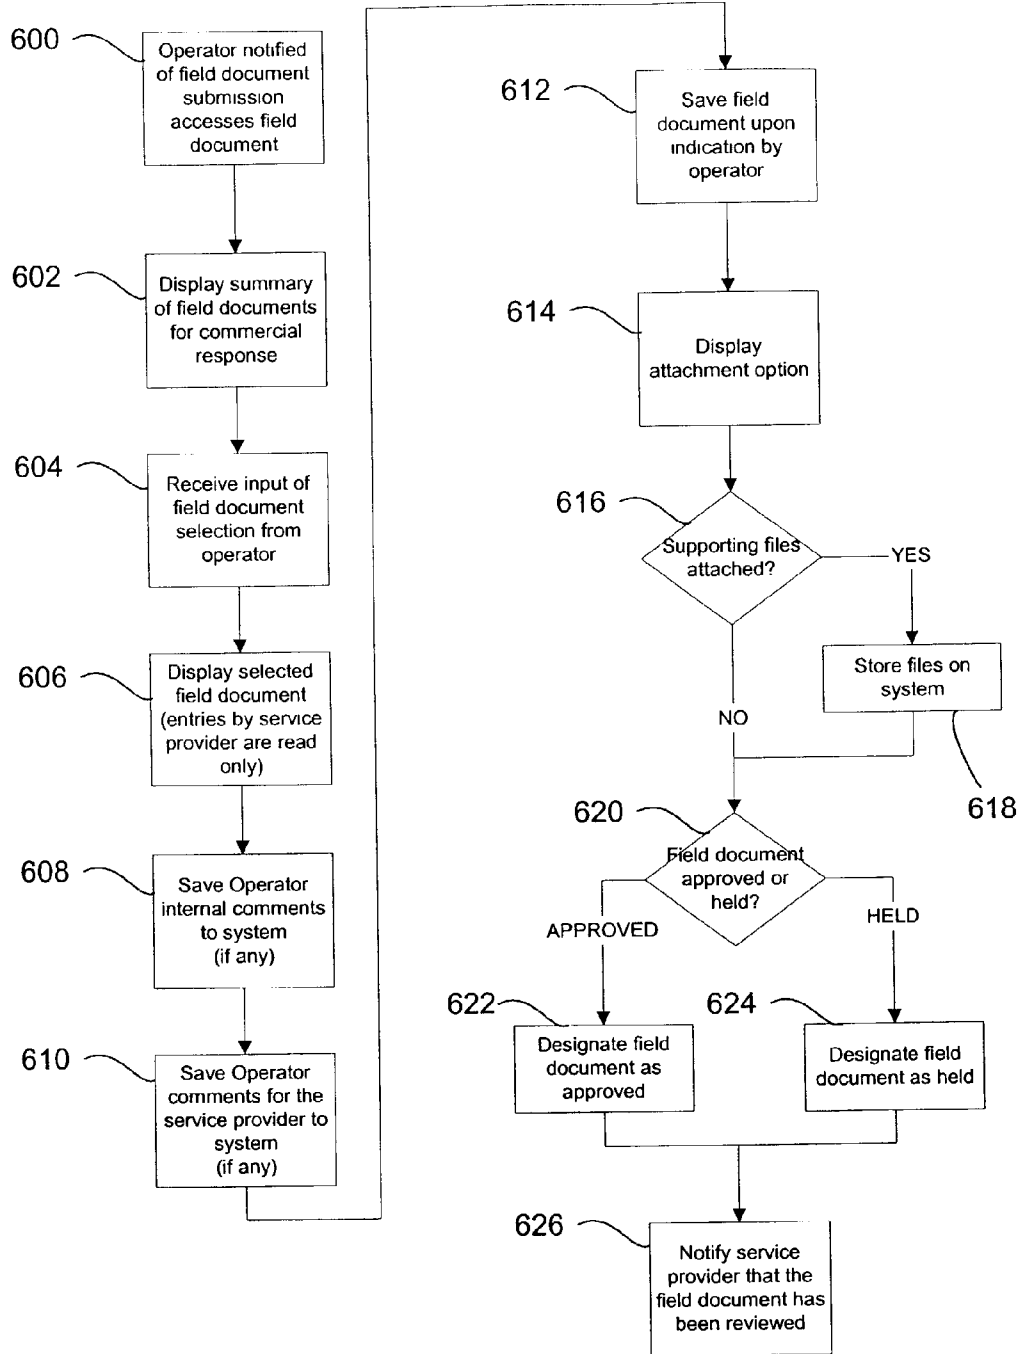 600
Operator notified
of field document
submission
accesses field
document
602
Display summary
of field documents
for commercial
response
604
Receive input of
field document
selection from
operator
606
Display selected
field document
(entries by service
provider are read
only)
608
Save Operator
internal comments
to system
(if any)
610
Save Operator
comments for the
service provider to
system
(if any)
612
Save field
document upon
indication by
operator
614
Display
attachment option
616
Supporting files
attached?
YES
NO
Store files on
system
618
620
Field document
approved or
held?
APPROVED
HELD
622
Designate field
document as
approved
624
Designate field
document as held
626
Notify service
provider that the
field document has
been reviewed